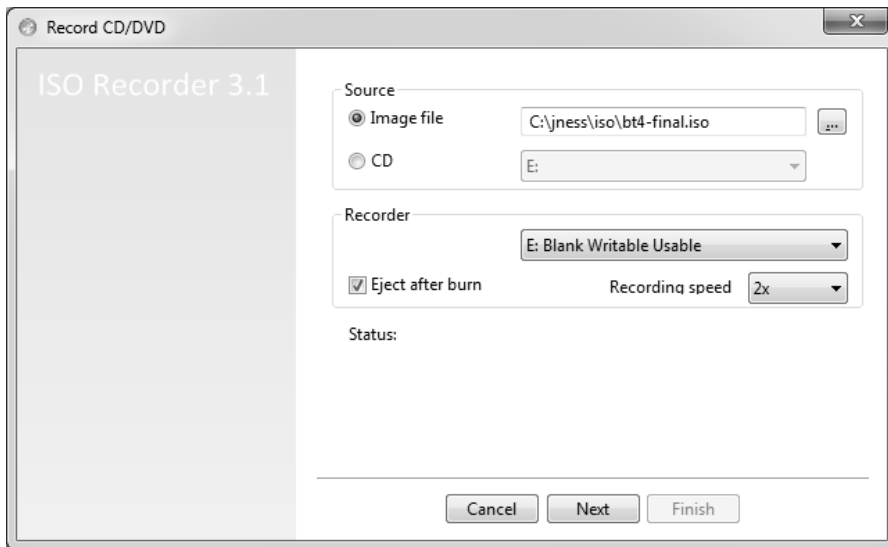 Record CD/DVD
X
ISO Recorder 3.1
Source
Image file C:\jness\iso\bt4-final.iso ...
CD E:
Recorder
E: Blank Writable Usable
Eject after burn Recording speed 2x
Status:
Cancel Next Finish